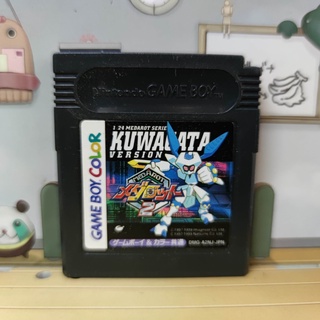 Nintendo GAME BOY
1/24 MEDAROT SERIES
KUWAGATA
VERSION
MEDAROT
メダロット
2
GAME BOY COLOR
ゲームボーイ & カラー 共通